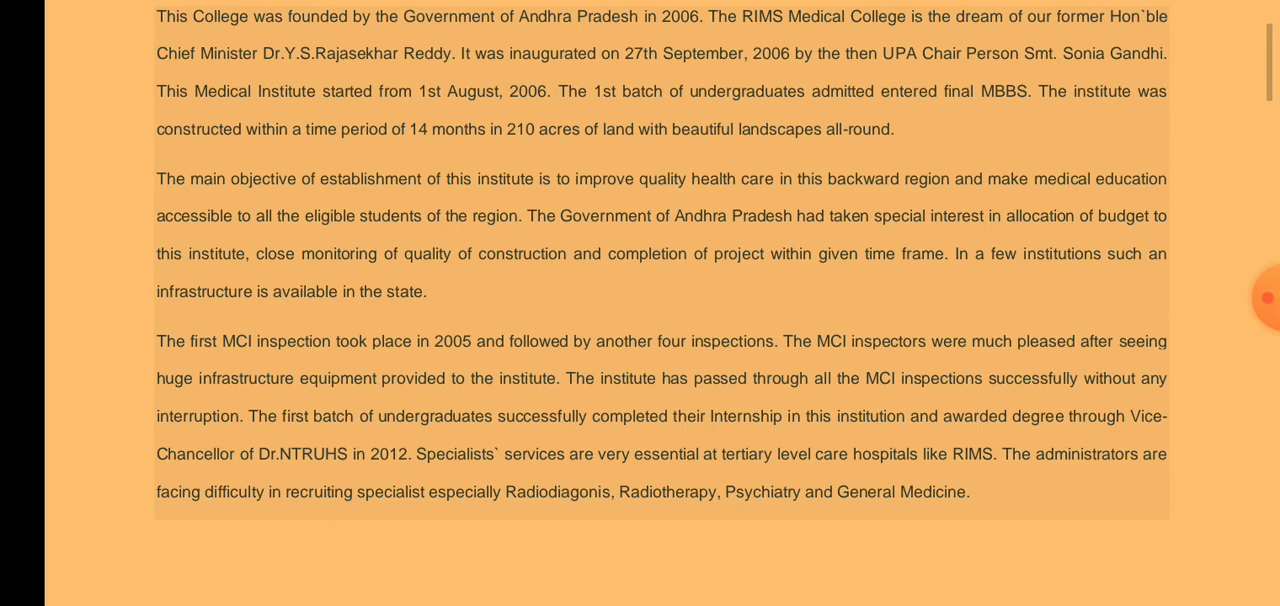 This College was founded by the Government of Andhra Pradesh in 2006. The RIMS Medical College is the dream of our former Hon`ble
Chief Minister Dr.Y.S.Rajasekhar Reddy. It was inaugurated on 27th September, 2006 by the then UPA Chair Person Smt. Sonia Gandhi.
This Medical Institute started from 1st August, 2006. The 1st batch of undergraduates admitted entered final MBBS. The institute was
constructed within a time period of 14 months in 210 acres of land with beautiful landscapes all-round.
The main objective of establishment of this institute is to improve quality health care in this backward region and make medical education
accessible to all the eligible students of the region. The Government of Andhra Pradesh had taken special interest in allocation of budget to
this institute, close monitoring of quality of construction and completion of project within given time frame. In a few institutions such an
infrastructure is available in the state.
The first MCI inspection took place in 2005 and followed by another four inspections. The MCI inspectors were much pleased after seeing
huge infrastructure equipment provided to the institute. The institute has passed through all the MCI inspections successfully without any
interruption. The first batch of undergraduates successfully completed their Internship in this institution and awarded degree through Vice-
Chancellor of Dr.NTRUHS in 2012. Specialists` services are very essential at tertiary level care hospitals like RIMS. The administrators are
facing difficulty in recruiting specialist especially Radiodiagonis, Radiotherapy, Psychiatry and General Medicine.